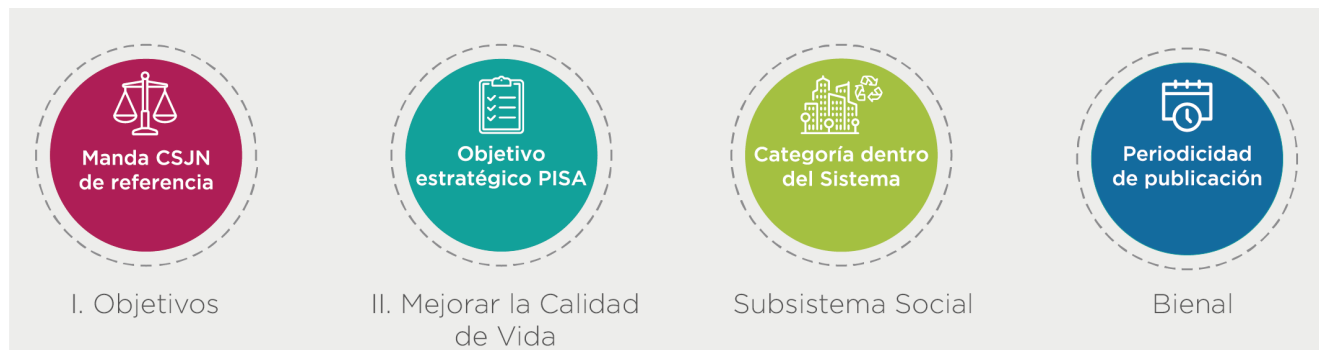 Manda CSJN
de referencia
I. Objetivos
Objetivo
estratégico PISA
II. Mejorar la Calidad
de Vida
Categoría dentro
del Sistema
Subsistema Social
Periodicidad
de publicación
Bienal